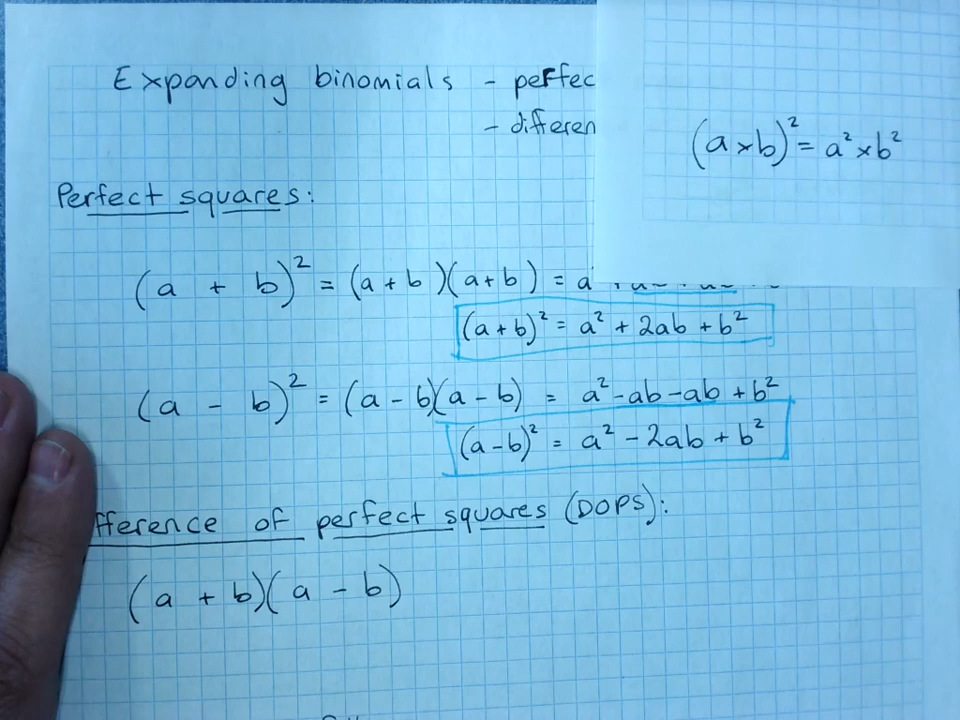 Expanding binomials - perfec
- differen
(a × b)² = a² × b²
Perfect squares:
(a + b)² = (a + b)(a + b) = a
(a + b)² = a² + 2ab + b²
(a - b)² = (a - b)(a - b) = a² - ab - ab + b²
(a - b)² = a² - 2ab + b²
fference of perfect squares (DOPS):
(a + b)(a - b)